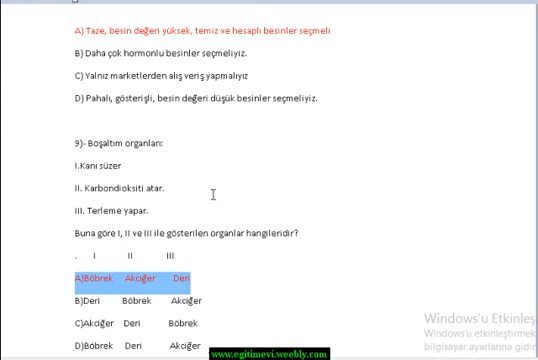 A) Taze, besin değeri yüksek, temiz ve hesaplı besinler seçmeli
B) Daha çok hormonlu besinler seçmeliyiz.
C) Yalnız marketlerden alış veriş yapmalıyız
D) Pahalı, gösterişli, besin değeri düşük besinler seçmeliyiz.
9)- Boşaltım organları:
I.Kanı süzer
II. Karbondioksiti atar.
III. Terleme yapar.
Buna göre I, II ve III ile gösterilen organlar hangileridir?
. I II III
A)Böbrek Akciğer Deri
B)Deri Böbrek Akciğer
C)Akciğer Deri Böbrek
D)Böbrek Deri Akciğer
Windows'u Etkinleş
Windows'u etkinleştirmek
bilgisayar ayarlarına gidin
www.egitimevi.weebly.com